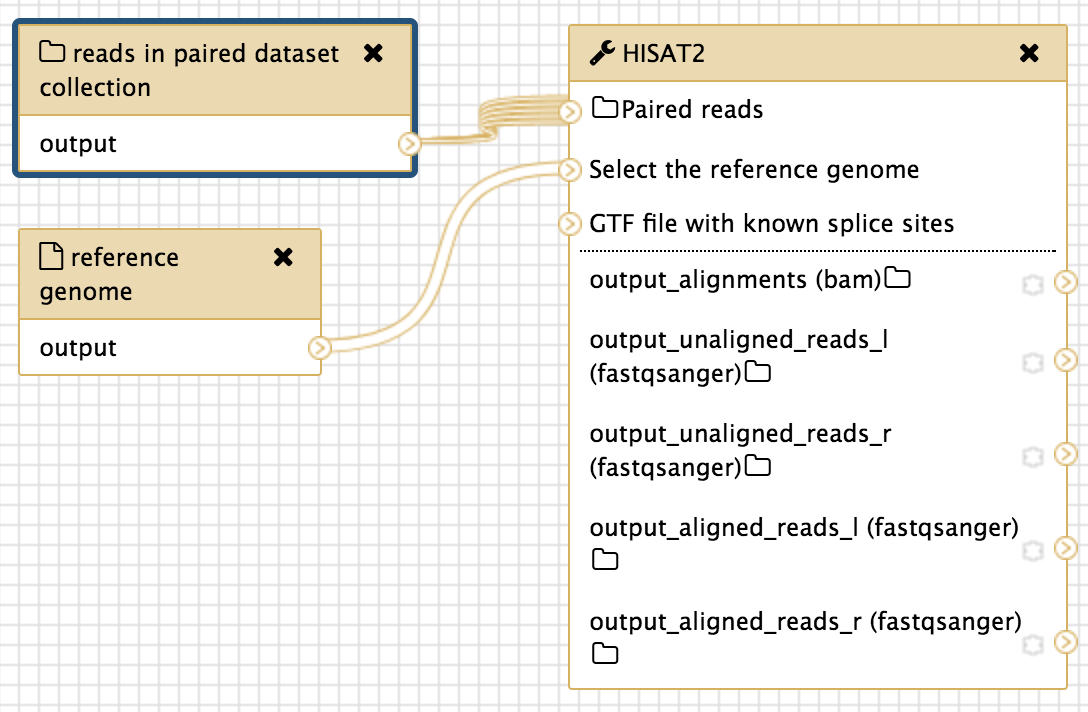 reads in paired dataset
collection
output
reference
genome
output
HISAT2
Paired reads
Select the reference genome
GTF file with known splice sites
output_alignments (bam)
output_unaligned_reads_l
(fastqsanger)
output_unaligned_reads_r
(fastqsanger)
output_aligned_reads_l (fastqsanger)
output_aligned_reads_r (fastqsanger)